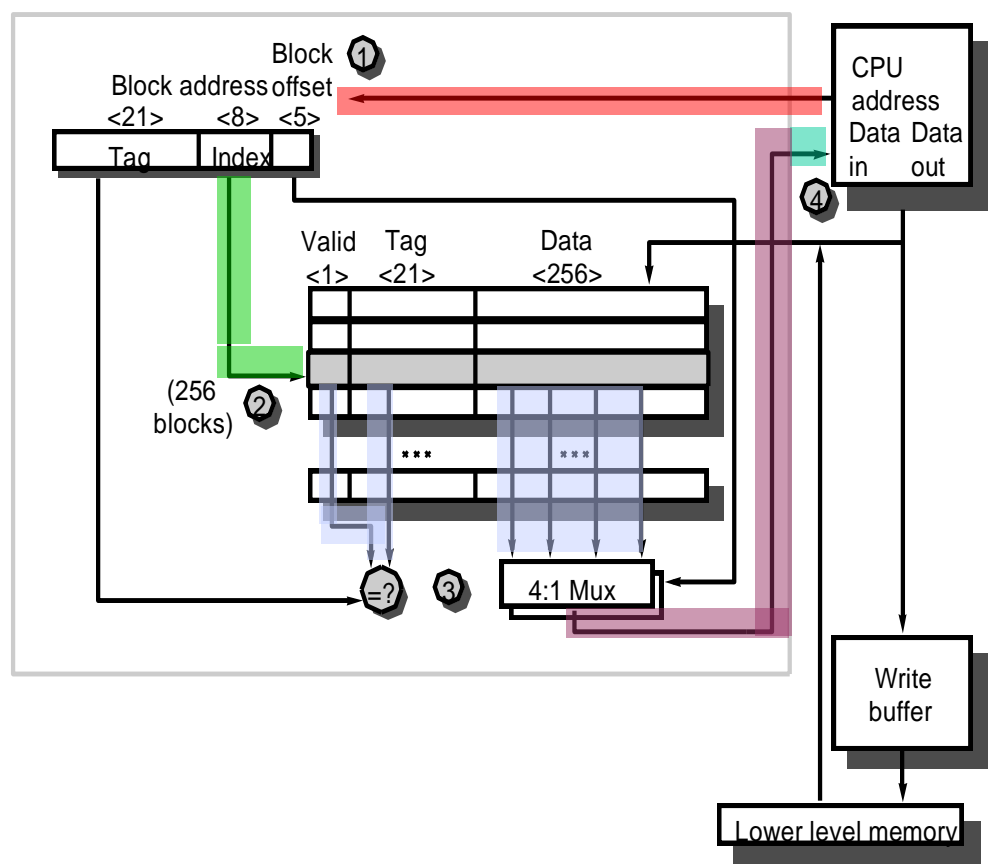 Block
offset
1
Block address
<21> <8> <5>
Tag Index
CPU
address
Data Data
in out
4
Valid Tag Data
<1> <21> <256>
(256
blocks)
2
=?
3
4:1 Mux
Write
buffer
Lower level memory